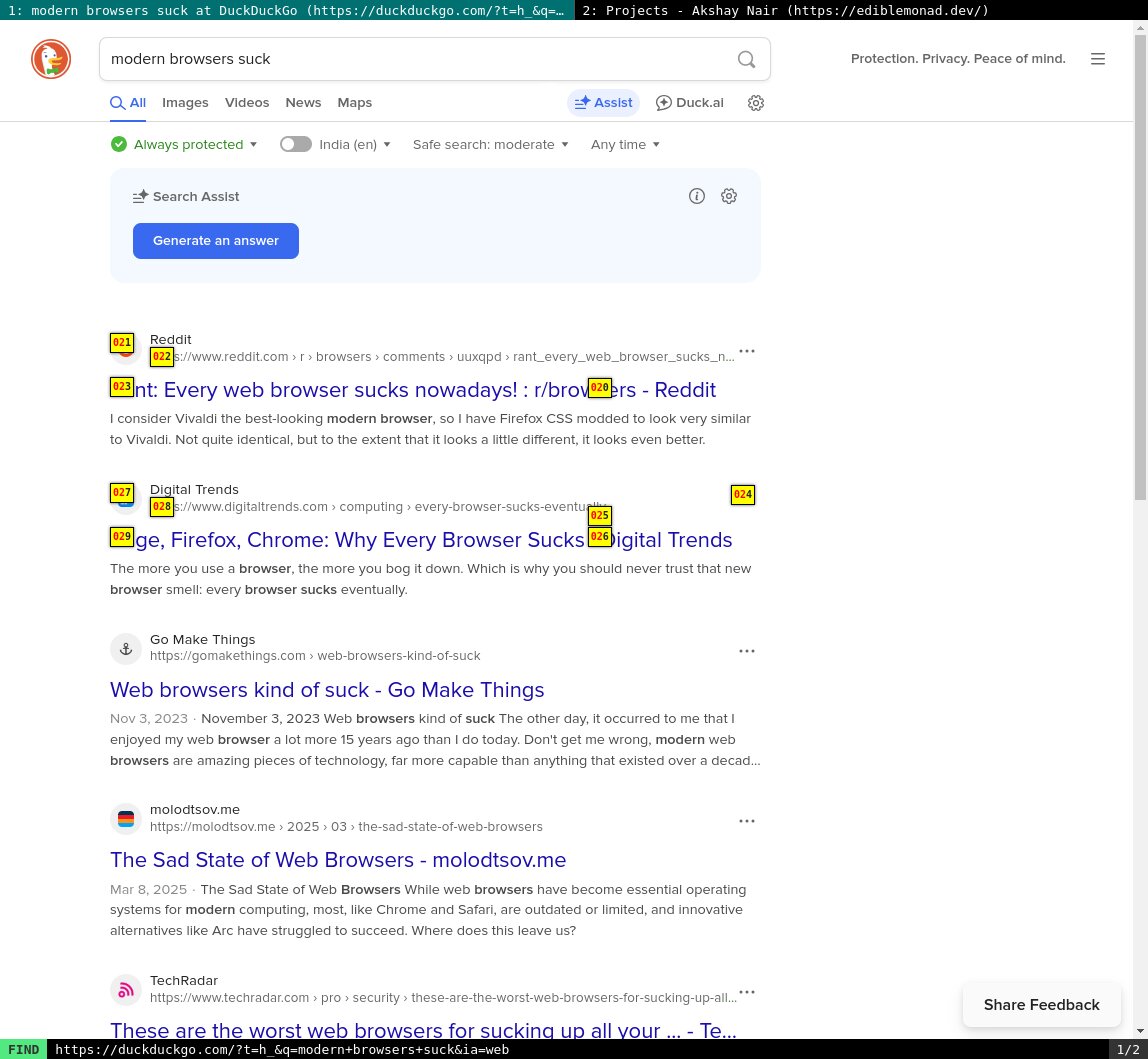 1: modern browsers suck at DuckDuckGo (https://duckduckgo.com/?t=h_&q=… 2: Projects - Akshay Nair (https://ediblemonad.dev/)
modern browsers suck
Protection. Privacy. Peace of mind.
All Images Videos News Maps Assist Duck.ai
Always protected India (en) Safe search: moderate Any time
Search Assist
Generate an answer
021 Reddit
022 s://www.reddit.com › r › browsers › comments › uuxqpd › rant_every_web_browser_sucks_n…
023 nt: Every web browser sucks nowadays! : r/brow 020 ers - Reddit
I consider Vivaldi the best-looking modern browser, so I have Firefox CSS modded to look very similar
to Vivaldi. Not quite identical, but to the extent that it looks a little different, it looks even better.
027 Digital Trends 024
028 s://www.digitaltrends.com › computing › every-browser-sucks-eventually
025
029 ge, Firefox, Chrome: Why Every Browser Sucks 026 Digital Trends
The more you use a browser, the more you bog it down. Which is why you should never trust that new
browser smell: every browser sucks eventually.
Go Make Things
https://gomakethings.com › web-browsers-kind-of-suck
Web browsers kind of suck - Go Make Things
Nov 3, 2023 · November 3, 2023 Web browsers kind of suck The other day, it occurred to me that I
enjoyed my web browser a lot more 15 years ago than I do today. Don't get me wrong, modern web
browsers are amazing pieces of technology, far more capable than anything that existed over a decad…
molodtsov.me
https://molodtsov.me › 2025 › 03 › the-sad-state-of-web-browsers
The Sad State of Web Browsers - molodtsov.me
Mar 8, 2025 · The Sad State of Web Browsers While web browsers have become essential operating
systems for modern computing, most, like Chrome and Safari, are outdated or limited, and innovative
alternatives like Arc have struggled to succeed. Where does this leave us?
TechRadar
https://www.techradar.com › pro › security › these-are-the-worst-web-browsers-for-sucking-up-all…
These are the worst web browsers for sucking up all your ... - Te…
Share Feedback
FIND https://duckduckgo.com/?t=h_&q=modern+browsers+suck&ia=web 1/2